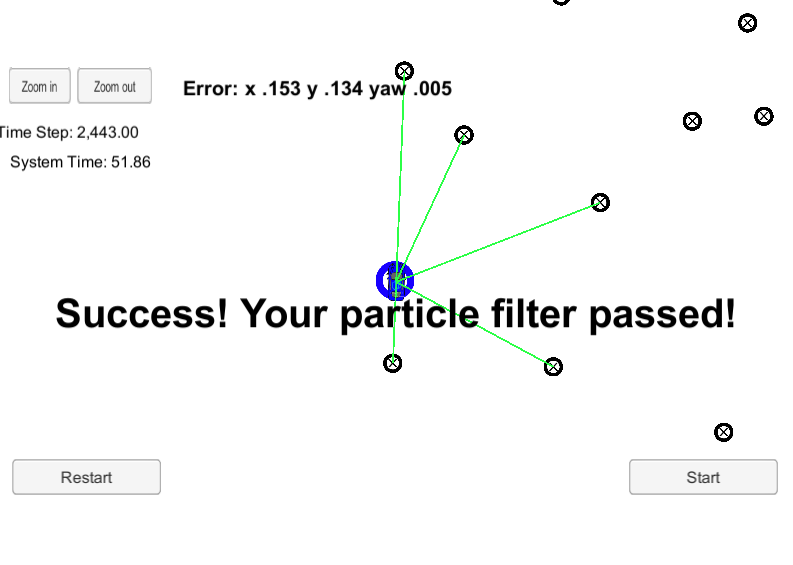 Zoom in
Zoom out
Error: x .153 y .134 yaw .005
Time Step: 2,443.00
System Time: 51.86
Success! Your particle filter passed!
Restart
Start